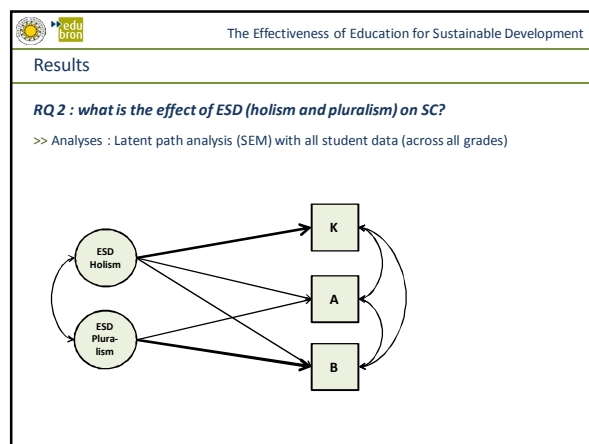 edu
bron
The Effectiveness of Education for Sustainable Development
Results
RQ 2 : what is the effect of ESD (holism and pluralism) on SC?
>> Analyses : Latent path analysis (SEM) with all student data (across all grades)
K
ESD
Holism
A
ESD
Plura-
lism
B